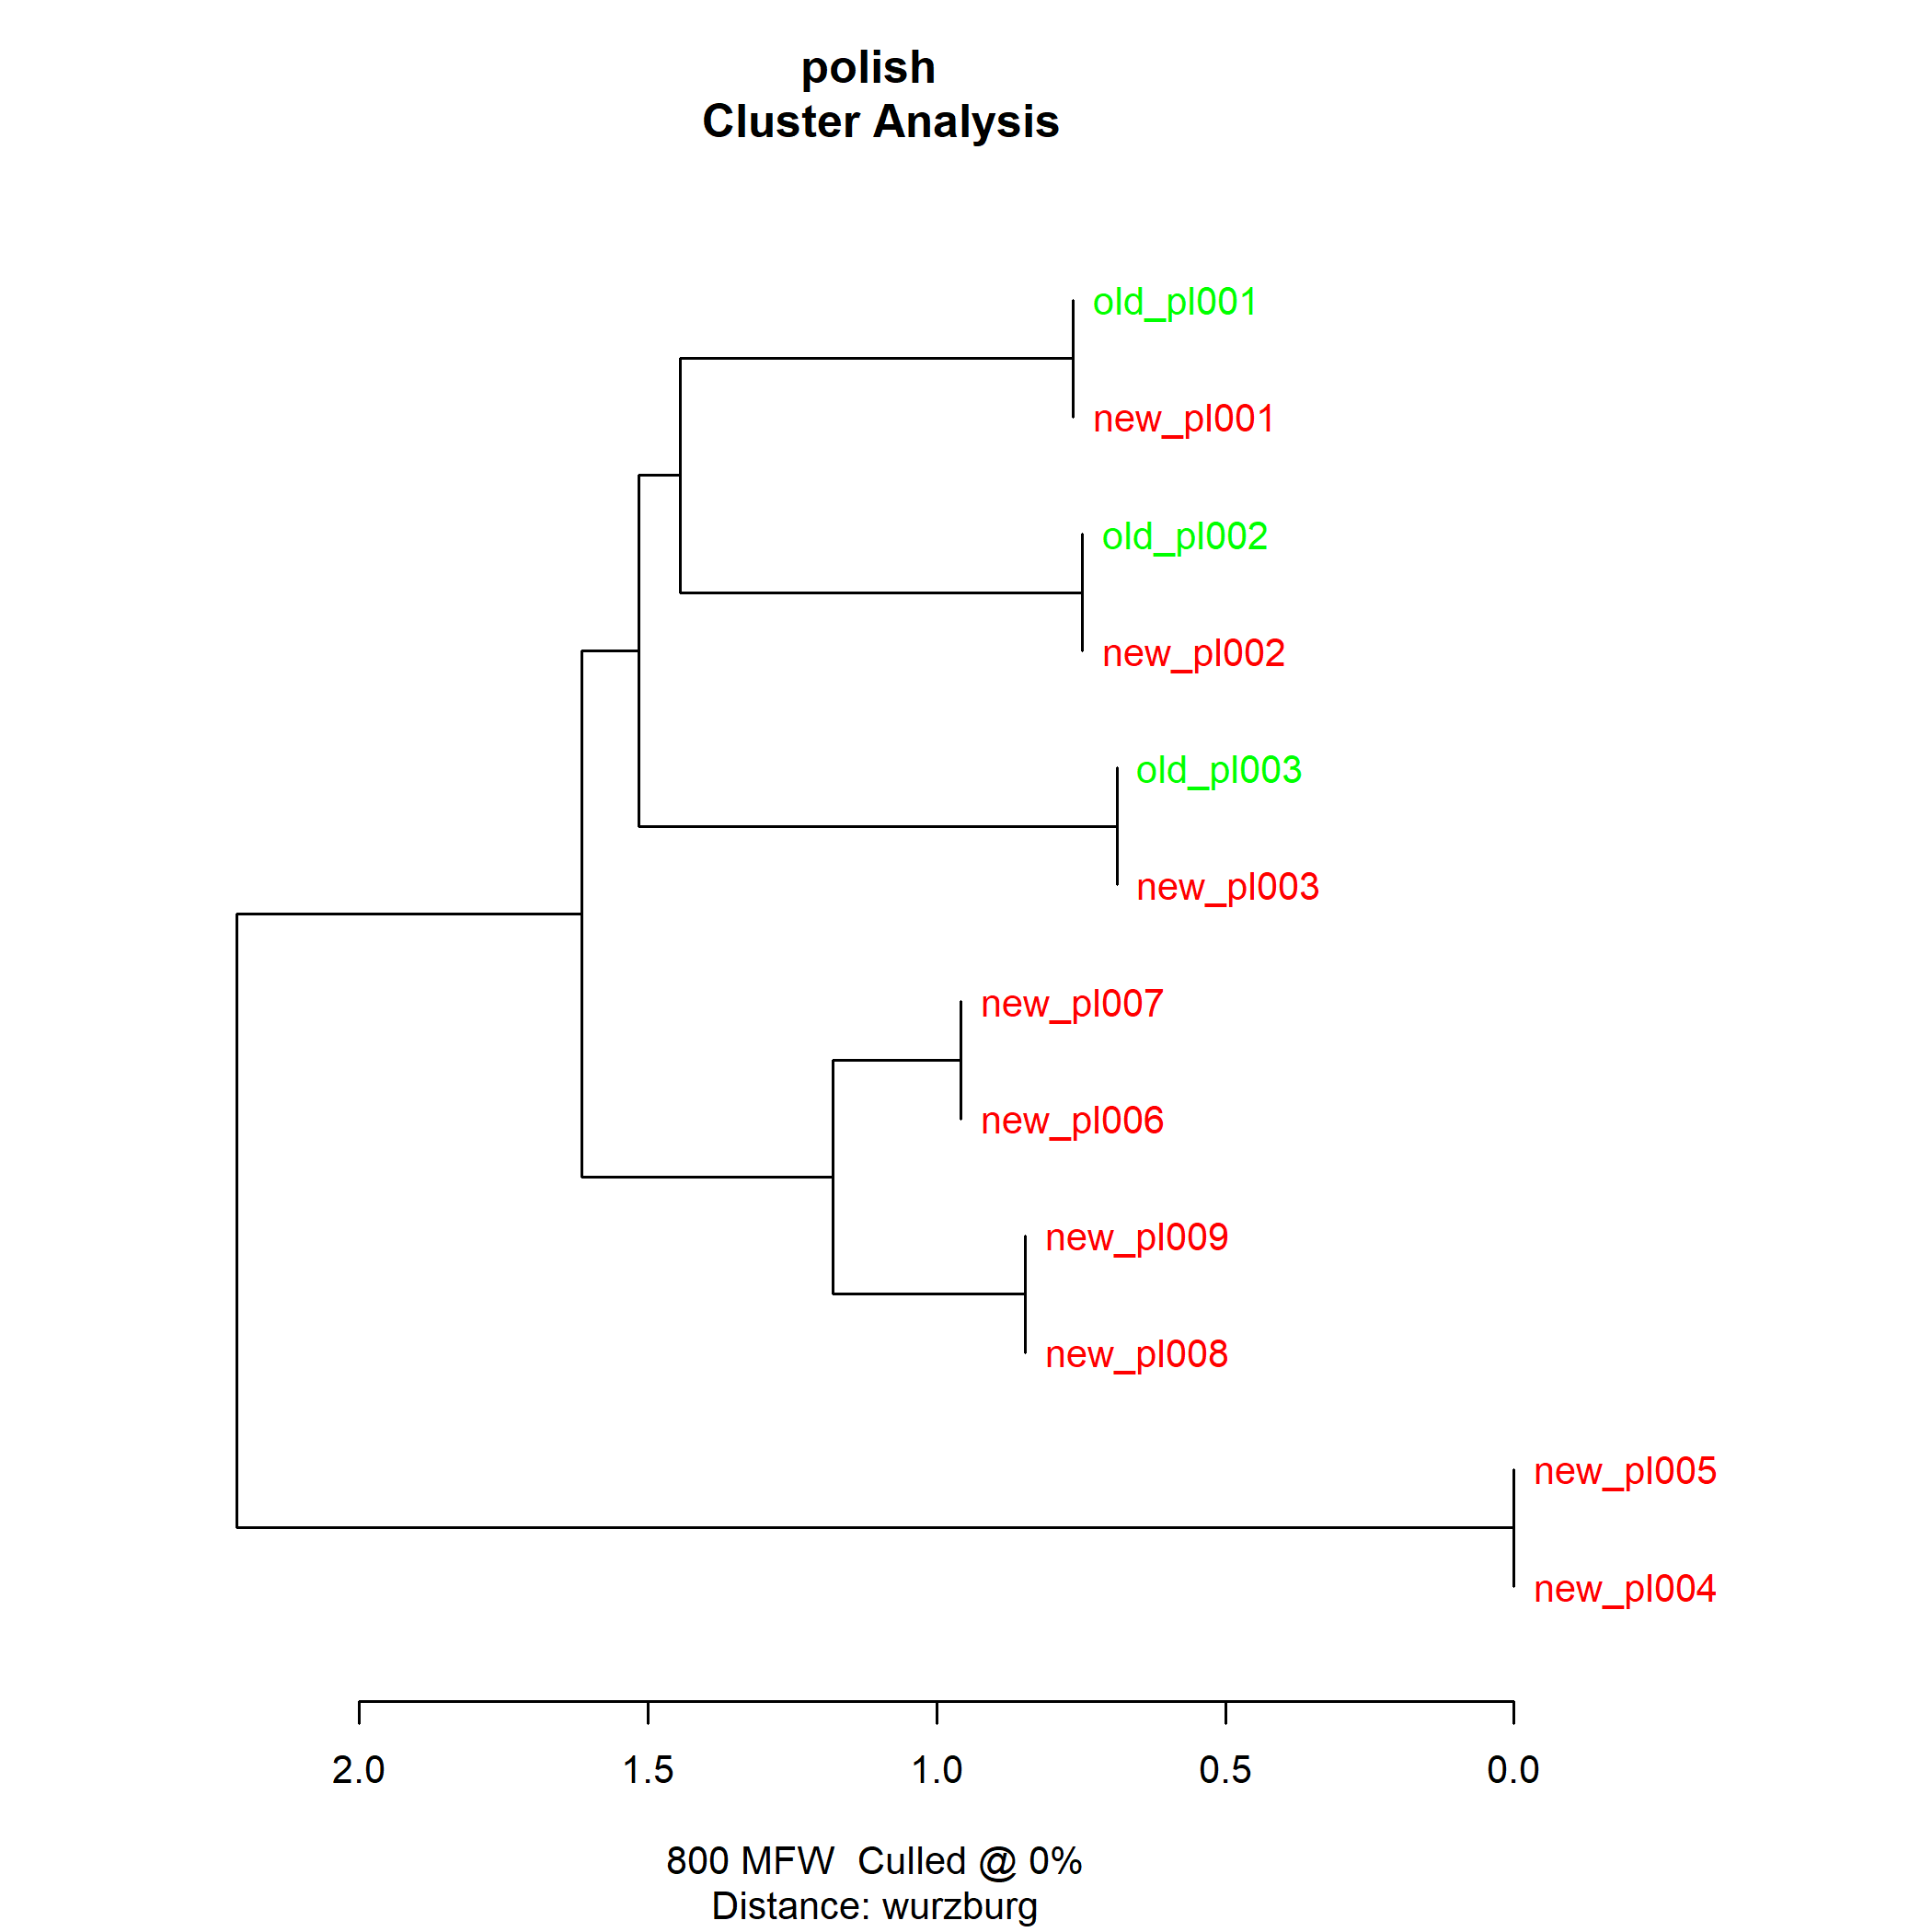 polish
Cluster Analysis
old_pl001
new_pl001
old_pl002
new_pl002
old_pl003
new_pl003
new_pl007
new_pl006
new_pl009
new_pl008
new_pl005
new_pl004
2.0 1.5 1.0 0.5 0.0
800 MFW  Culled @ 0%
Distance: wurzburg